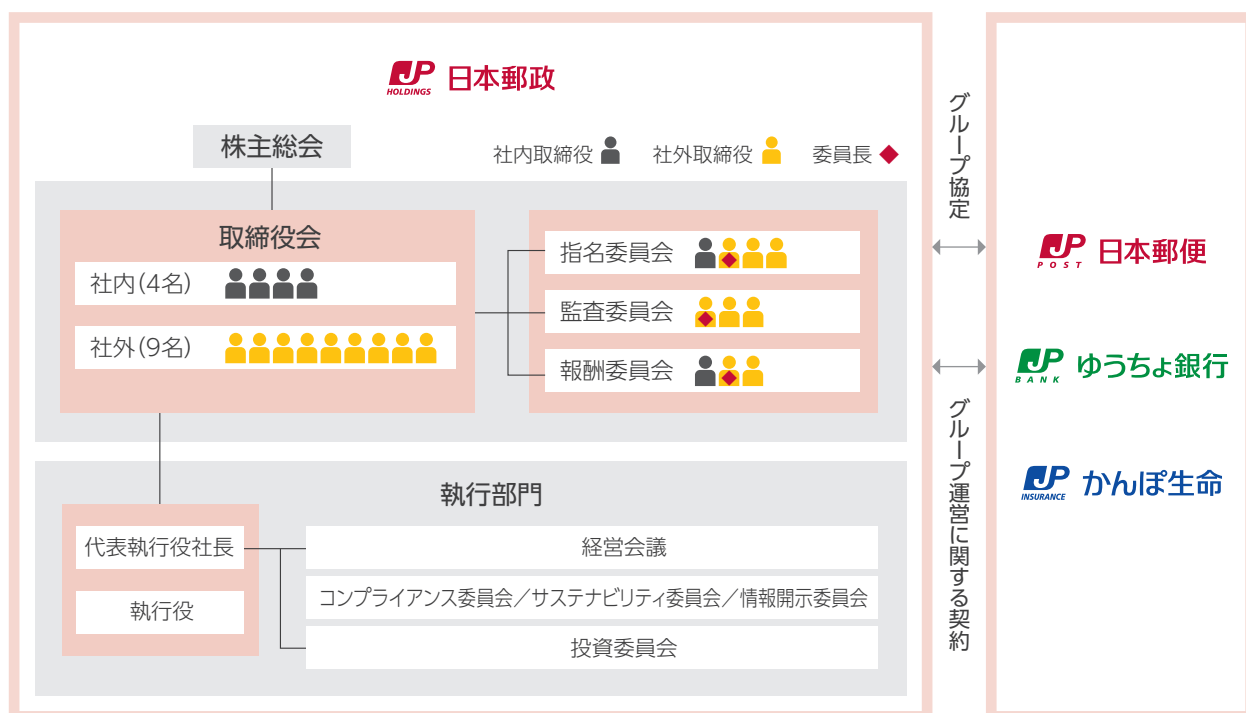 JP
HOLDINGS
日本郵政
株主総会
社内取締役
社外取締役
委員長
取締役会
社内(4名)
社外(9名)
指名委員会
監査委員会
報酬委員会
執行部門
代表執行役社長
執行役
経営会議
コンプライアンス委員会／サステナビリティ委員会／情報開示委員会
投資委員会
グループ協定
グループ運営に関する契約
JP
POST
日本郵便
JP
BANK
ゆうちょ銀行
JP
INSURANCE
かんぽ生命